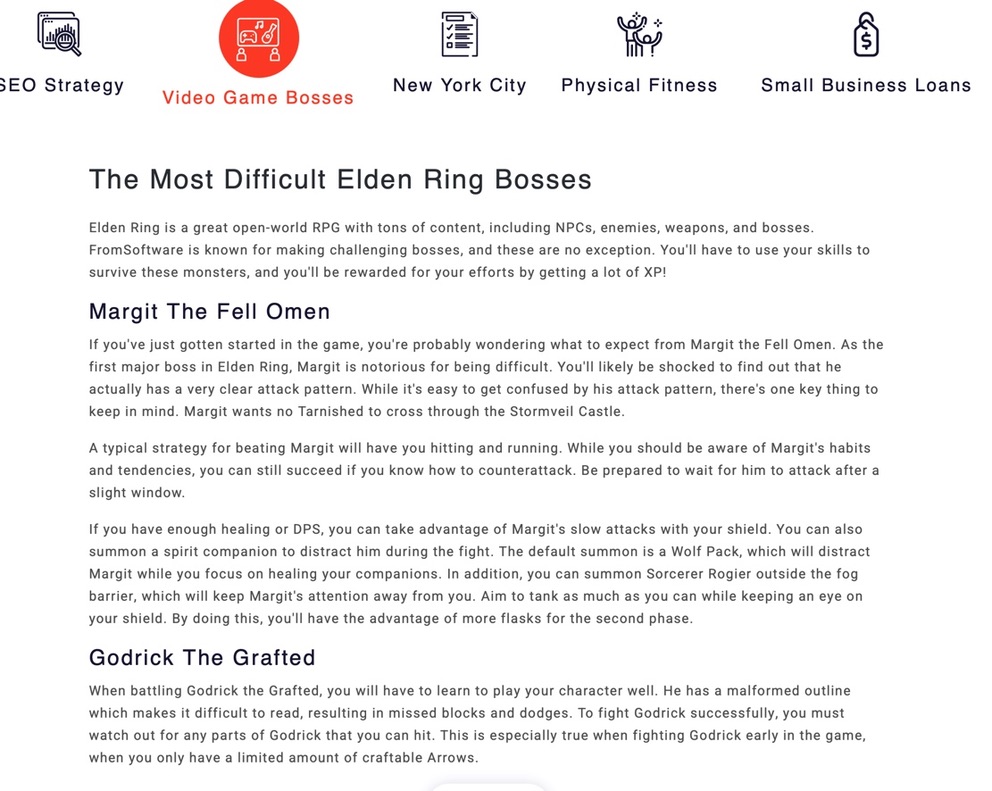 SEO Strategy
Video Game Bosses
New York City
Physical Fitness
$
Small Business Loans
The Most Difficult Elden Ring Bosses
Elden Ring is a great open-world RPG with tons of content, including NPCs, enemies, weapons, and bosses.
FromSoftware is known for making challenging bosses, and these are no exception. You'll have to use your skills to
survive these monsters, and you'll be rewarded for your efforts by getting a lot of XP!
Margit The Fell Omen
If you've just gotten started in the game, you're probably wondering what to expect from Margit the Fell Omen. As the
first major boss in Elden Ring, Margit is notorious for being difficult. You'll likely be shocked to find out that he
actually has a very clear attack pattern. While it's easy to get confused by his attack pattern, there's one key thing to
keep in mind. Margit wants no Tarnished to cross through the Stormveil Castle.
A typical strategy for beating Margit will have you hitting and running. While you should be aware of Margit's habits
and tendencies, you can still succeed if you know how to counterattack. Be prepared to wait for him to attack after a
slight window.
If you have enough healing or DPS, you can take advantage of Margit's slow attacks with your shield. You can also
summon a spirit companion to distract him during the fight. The default summon is a Wolf Pack, which will distract
Margit while you focus on healing your companions. In addition, you can summon Sorcerer Rogier outside the fog
barrier, which will keep Margit's attention away from you. Aim to tank as much as you can while keeping an eye on
your shield. By doing this, you'll have the advantage of more flasks for the second phase.
Godrick The Grafted
When battling Godrick the Grafted, you will have to learn to play your character well. He has a malformed outline
which makes it difficult to read, resulting in missed blocks and dodges. To fight Godrick successfully, you must
watch out for any parts of Godrick that you can hit. This is especially true when fighting Godrick early in the game,
when you only have a limited amount of craftable Arrows.